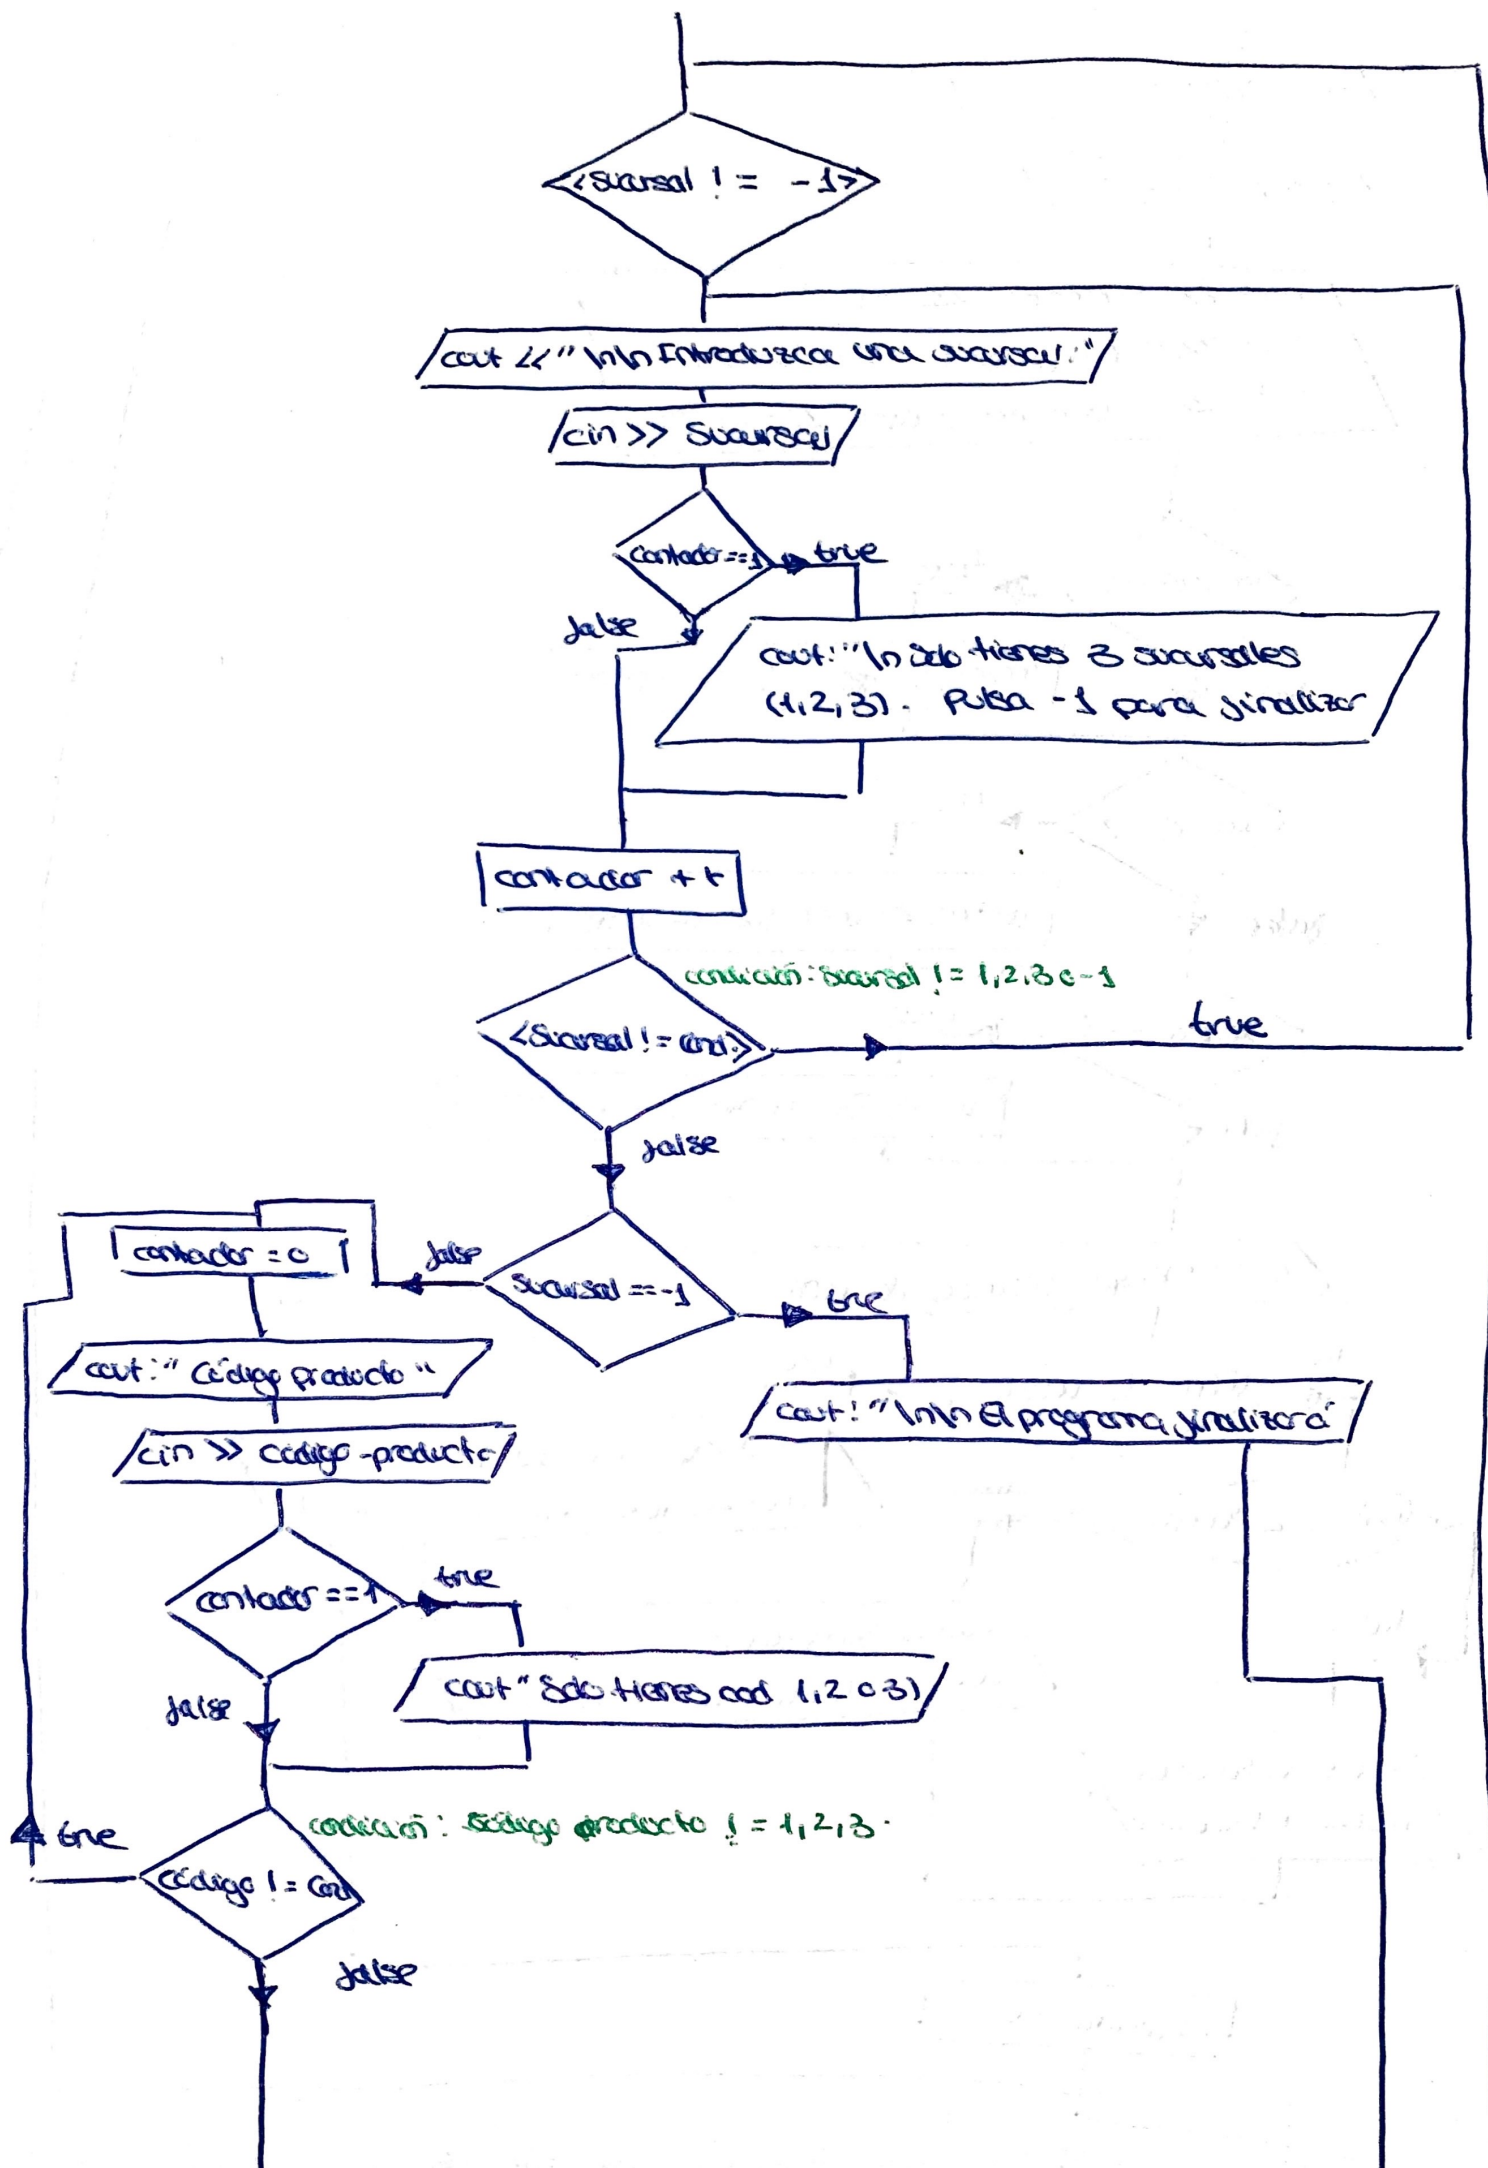 <sucursal != -1>
cout <<"\n\n Introduzca una sucursal:"
cin >> Sucursal
contador==1
true
false
cout:"\n Solo tienes 3 sucursales
(1,2,3). Pulsa -1 para finalizar
contador ++
condición: Sucursal != 1,2,3 o -1
<Sucursal != cond.>
true
false
contador = 0
false
sucursal ==-1
true
cout:" Código producto "
cout:"\n\n El programa finalizará"
cin >> codigo-producto
contador ==1
true
false
cout" Solo tienes cod 1,2 o 3)
condición: código producto != 1,2,3.
true
código != cond
false